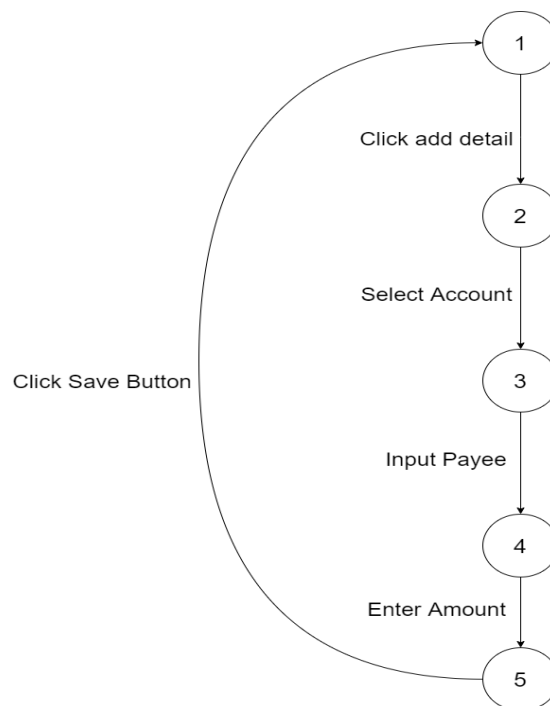 1
Click add detail
2
Select Account
3
Click Save Button
Input Payee
4
Enter Amount
5